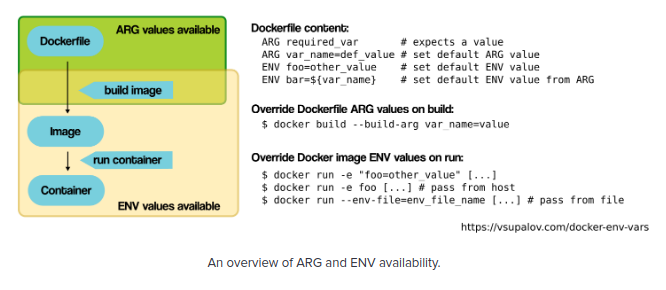 ARG values available
Dockerfile
build image
Image
run container
Container
ENV values available
Dockerfile content:
ARG required_var # expects a value
ARG var_name=def_value # set default ARG value
ENV foo=other_value # set default ENV value
ENV bar=${var_name} # set default ENV value from ARG
Override Dockerfile ARG values on build:
$ docker build --build-arg var_name=value
Override Docker image ENV values on run:
$ docker run -e "foo=other_value" [...]
$ docker run -e foo [...] # pass from host
$ docker run --env-file=env_file_name [...] # pass from file
https://vsupalov.com/docker-env-vars
An overview of ARG and ENV availability.